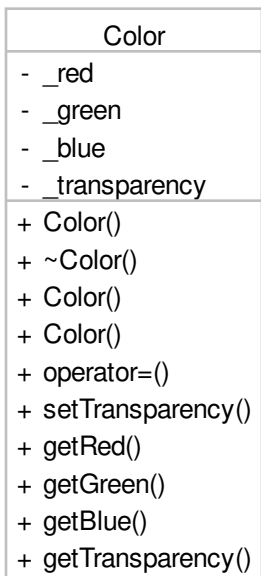 Color
- _red
- _green
- _blue
- _transparency
+ Color()
+ ~Color()
+ Color()
+ Color()
+ operator=()
+ setTransparency()
+ getRed()
+ getGreen()
+ getBlue()
+ getTransparency()